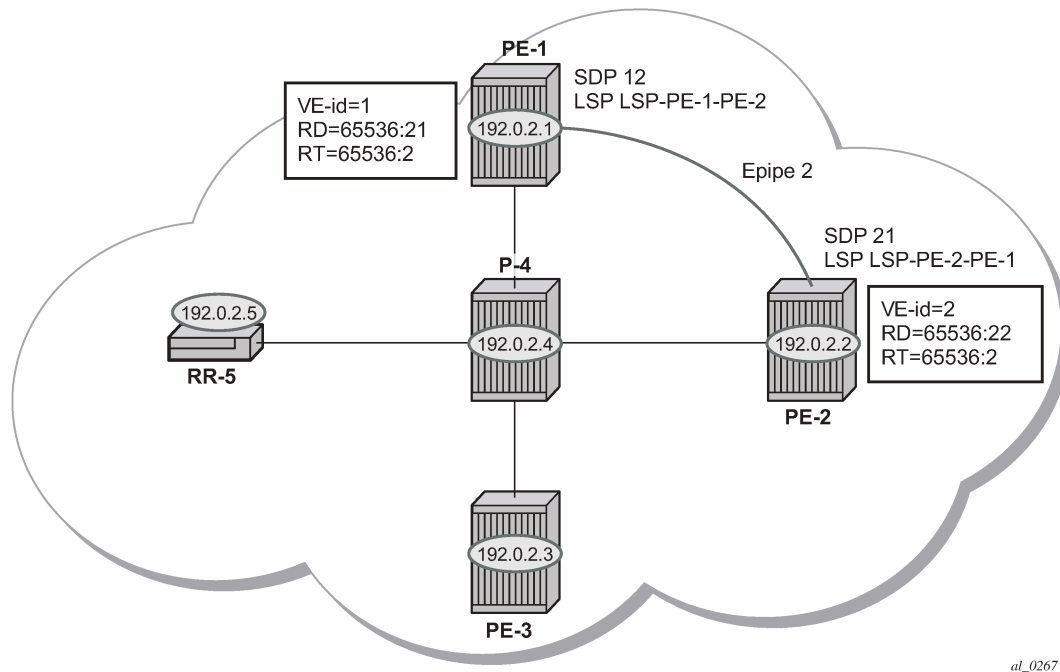 PE-1
SDP 12
LSP LSP-PE-1-PE-2
VE-id=1
RD=65536:21
RT=65536:2
192.0.2.1
Epipe 2
SDP 21
LSP LSP-PE-2-PE-1
P-4
192.0.2.5
RR-5
192.0.2.4
192.0.2.2
VE-id=2
RD=65536:22
RT=65536:2
PE-2
192.0.2.3
PE-3
al_0267